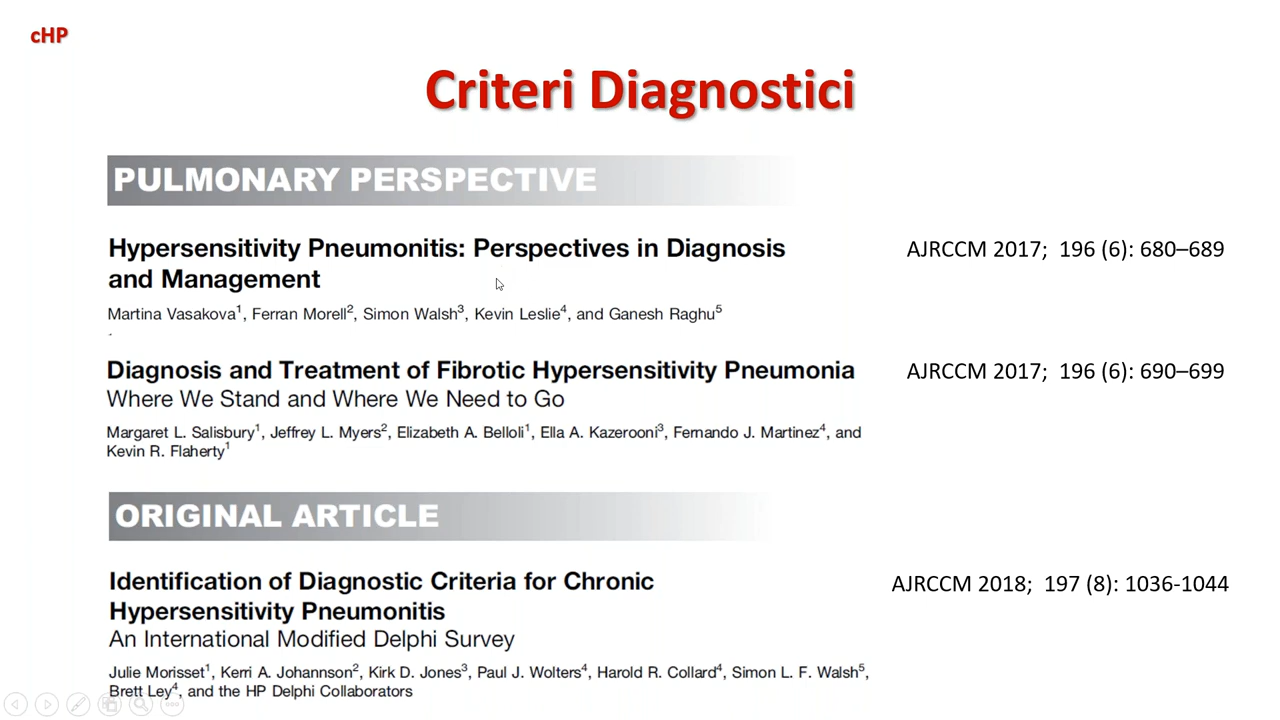 cHP
Criteri Diagnostici
PULMONARY PERSPECTIVE
Hypersensitivity Pneumonitis: Perspectives in Diagnosis
and Management
AJRCCM 2017; 196 (6): 680–689
Martina Vasakova1, Ferran Morell2, Simon Walsh3, Kevin Leslie4, and Ganesh Raghu5
Diagnosis and Treatment of Fibrotic Hypersensitivity Pneumonia
AJRCCM 2017; 196 (6): 690–699
Where We Stand and Where We Need to Go
Margaret L. Salisbury1, Jeffrey L. Myers2, Elizabeth A. Belloli1, Ella A. Kazerooni3, Fernando J. Martinez4, and
Kevin R. Flaherty1
ORIGINAL ARTICLE
Identification of Diagnostic Criteria for Chronic
Hypersensitivity Pneumonitis
AJRCCM 2018; 197 (8): 1036-1044
An International Modified Delphi Survey
Julie Morisset1, Kerri A. Johannson2, Kirk D. Jones3, Paul J. Wolters4, Harold R. Collard4, Simon L. F. Walsh5,
Brett Ley4, and the HP Delphi Collaborators